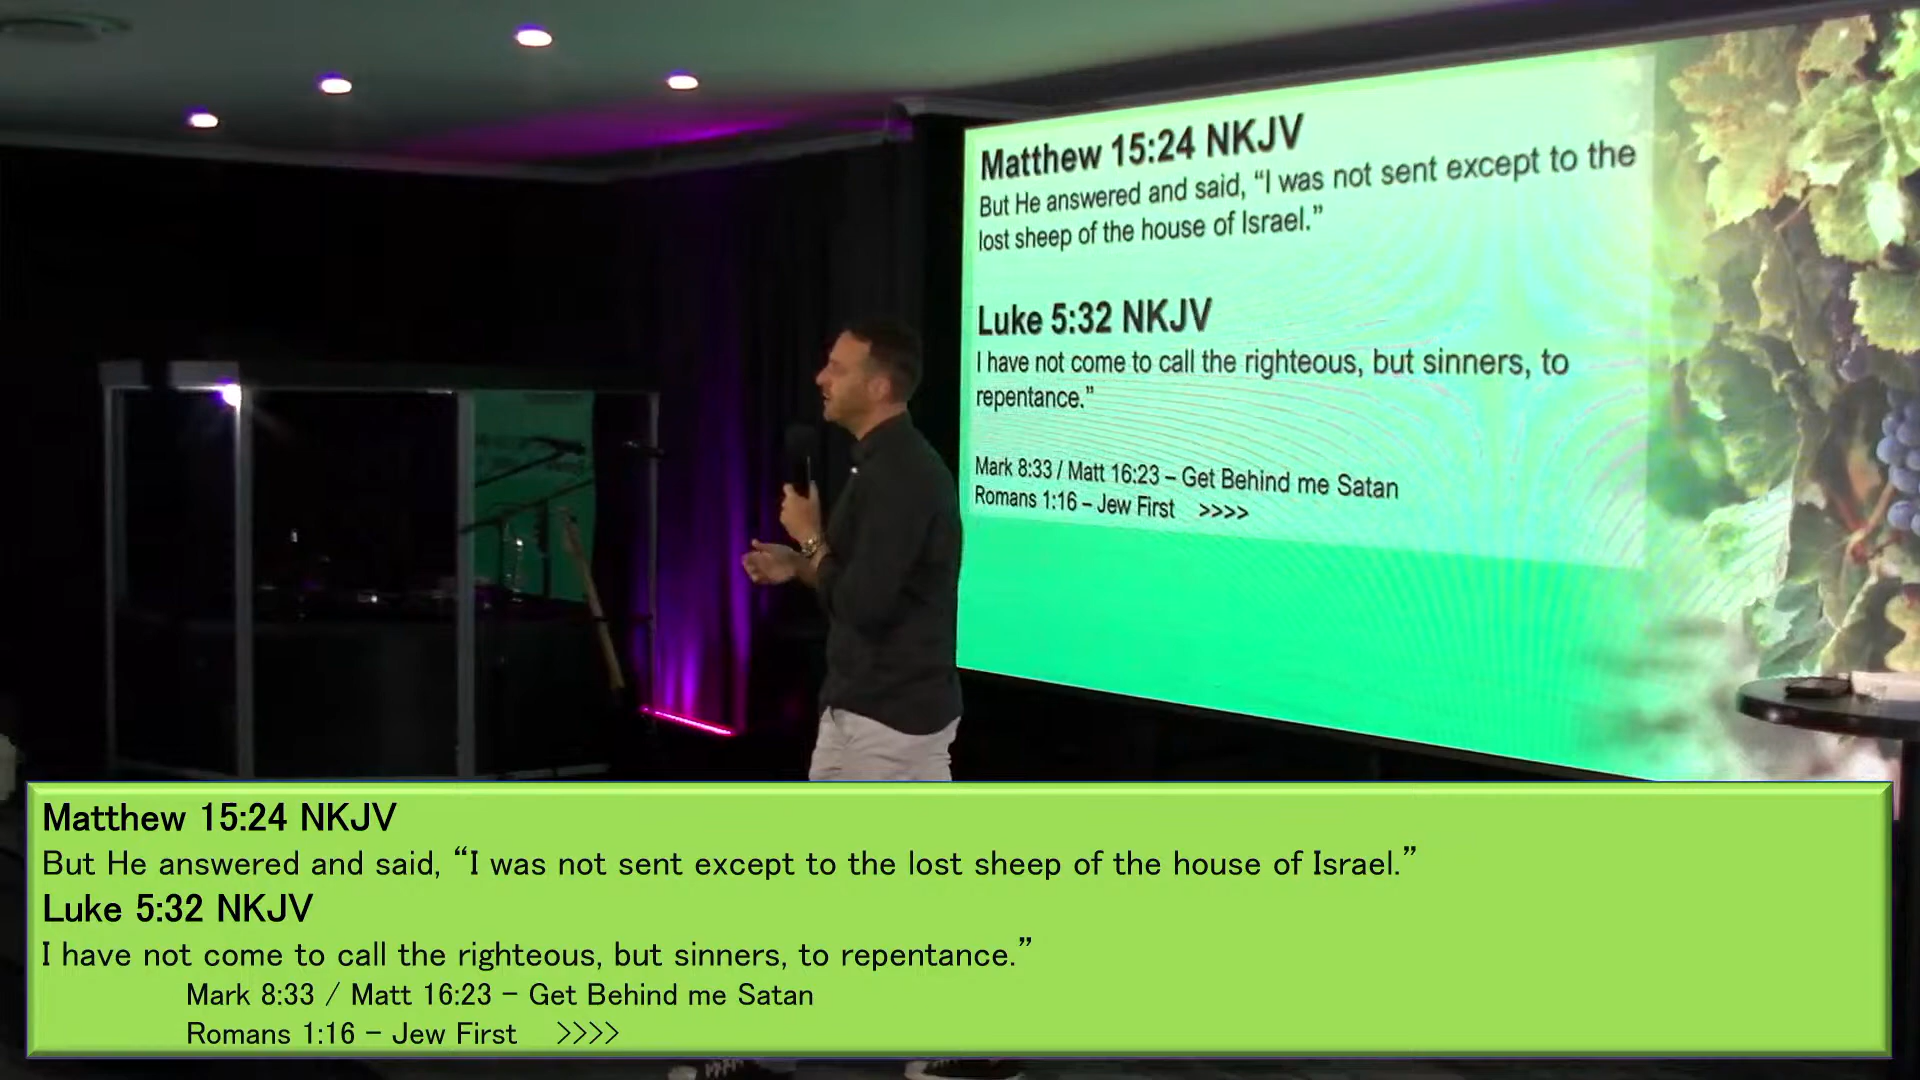 Matthew 15:24 NKJV
But He answered and said, “I was not sent except to the
lost sheep of the house of Israel.”
Luke 5:32 NKJV
I have not come to call the righteous, but sinners, to
repentance.”
Mark 8:33 / Matt 16:23 – Get Behind me Satan
Romans 1:16 – Jew First >>>>
Matthew 15:24 NKJV
But He answered and said, “I was not sent except to the lost sheep of the house of Israel.”
Luke 5:32 NKJV
I have not come to call the righteous, but sinners, to repentance.”
Mark 8:33 / Matt 16:23 – Get Behind me Satan
Romans 1:16 – Jew First >>>>